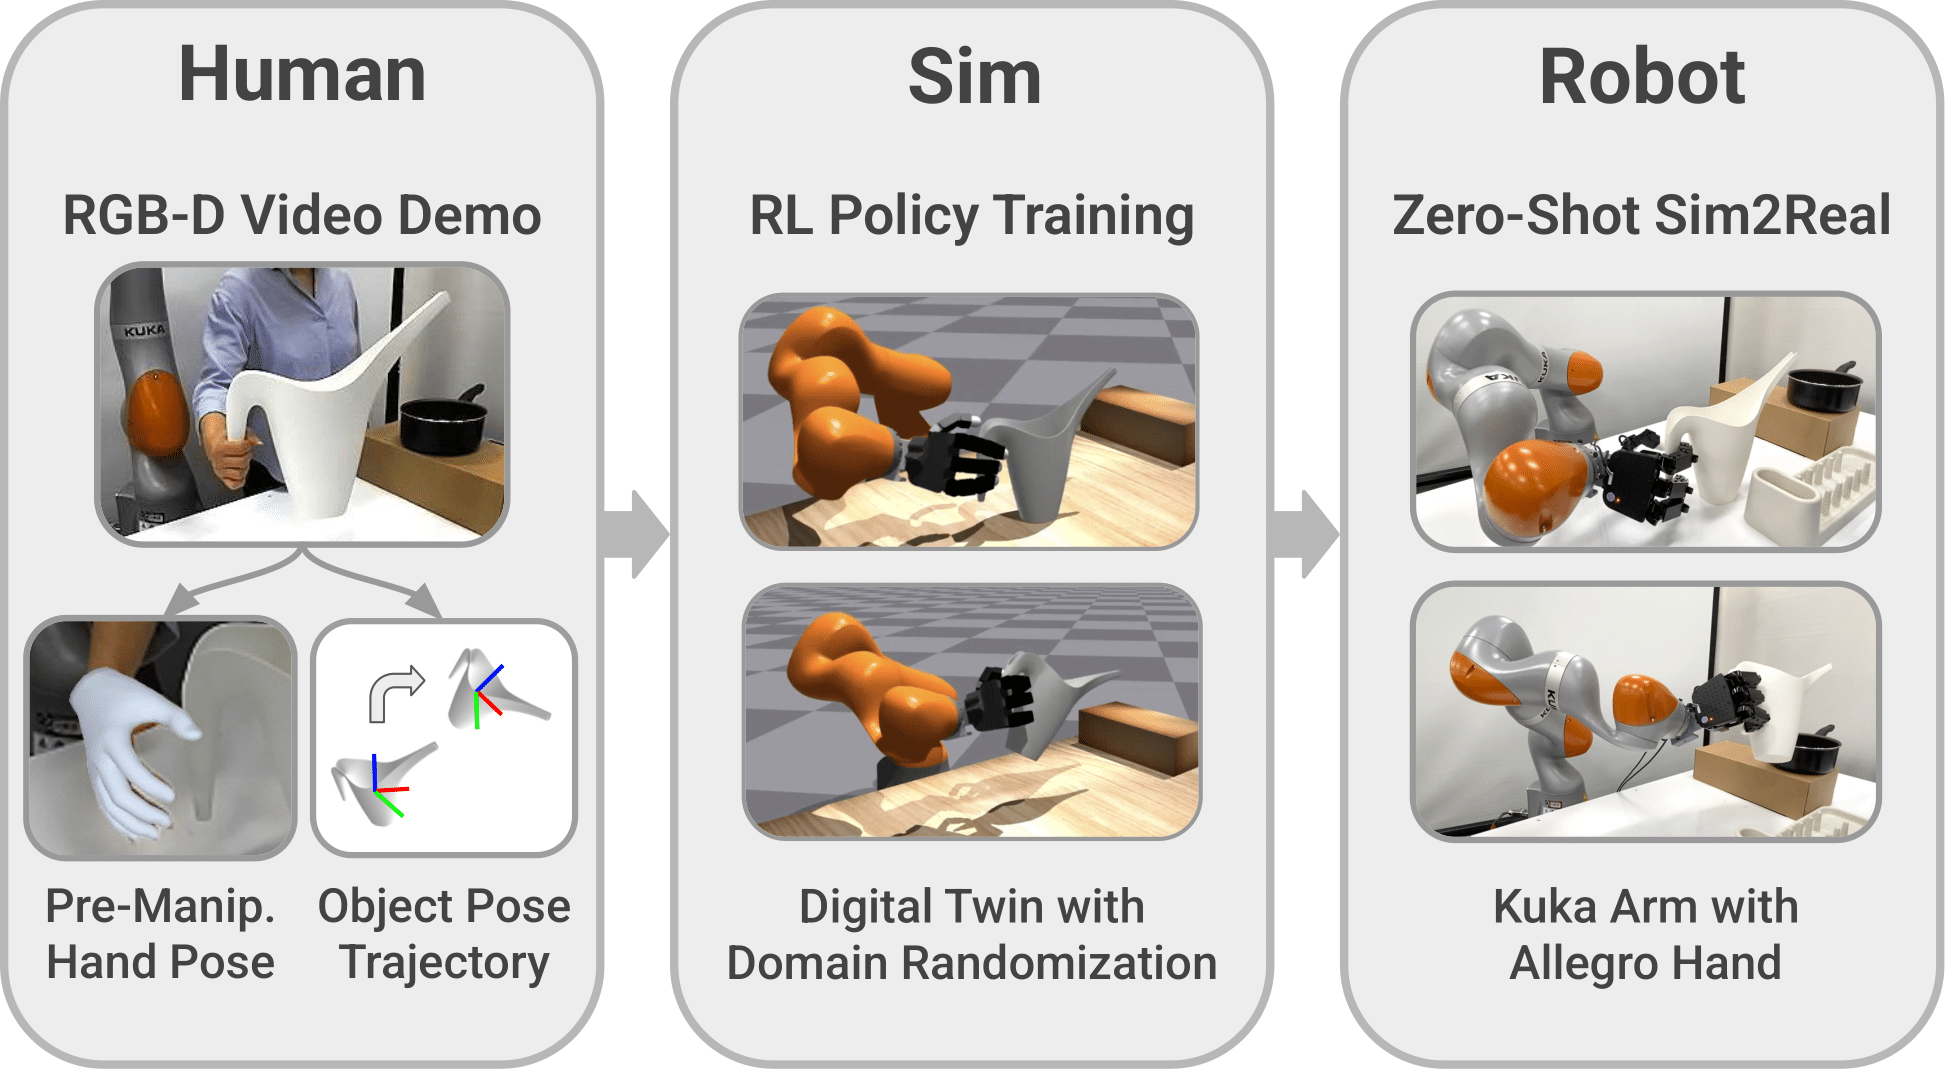 Human
RGB-D Video Demo
KUKA
Pre-Manip.
Hand Pose
Object Pose
Trajectory
Sim
RL Policy Training
Digital Twin with
Domain Randomization
Robot
Zero-Shot Sim2Real
KUKA
Kuka Arm with
Allegro Hand